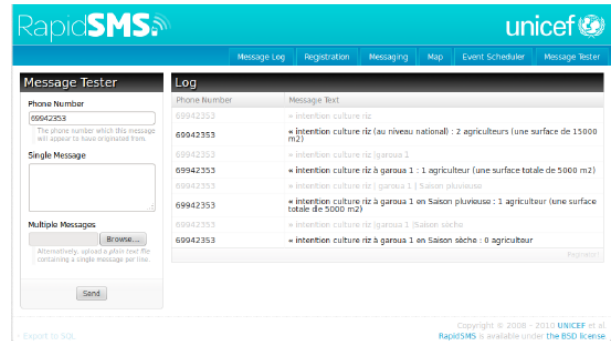 RapidSMS
unicef
Message Log Registration Messaging Map Event Scheduler Message Tester
Message Tester
Phone Number
69942353
The phone number which this message
will appear to have originated from.
Single Message
Multiple Messages
Browse...
Alternatively, upload a plain text file
containing a single message per line.
Send
Log
Phone Number Message Text
69942353 » intention culture riz
69942353 « intention culture riz (au niveau national) : 2 agriculteurs (une surface de 15000
m2)
69942353 » intention culture riz |garoua 1
69942353 « intention culture riz à garoua 1 : 1 agriculteur (une surface totale de 5000 m2)
69942353 » intention culture riz | garoua 1 | Saison pluvieuse
69942353 « intention culture riz à garoua 1 en Saison pluvieuse : 1 agriculteur (une surface
totale de 5000 m2)
69942353 » intention culture riz |garoua 1 |Saison sèche
69942353 « intention culture riz à garoua 1 en Saison sèche : 0 agriculteur
Export to SQL
Copyright © 2008 - 2010 UNICEF et al.
RapidSMS is available under the BSD license.